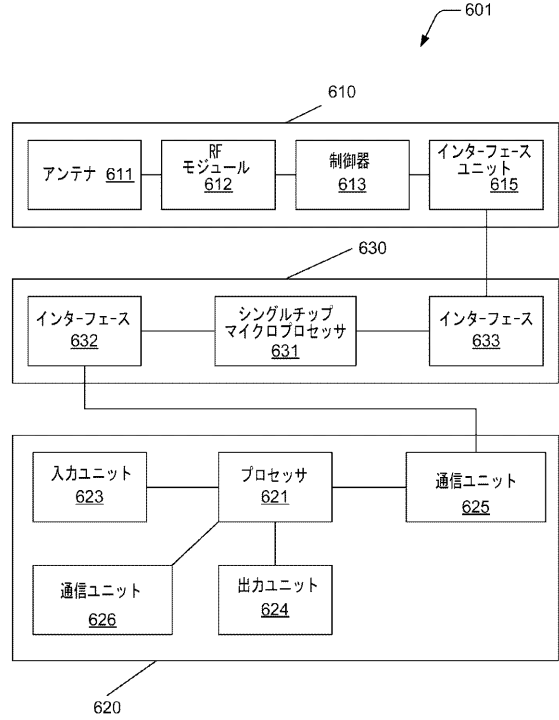 601
610
アンテナ 611
RF
モジュール
612
制御器
613
インターフェース
ユニット
615
630
インターフェース
632
シングルチップ
マイクロプロセッサ
631
インターフェース
633
入力ユニット
623
プロセッサ
621
通信ユニット
625
通信ユニット
626
出力ユニット
624
620